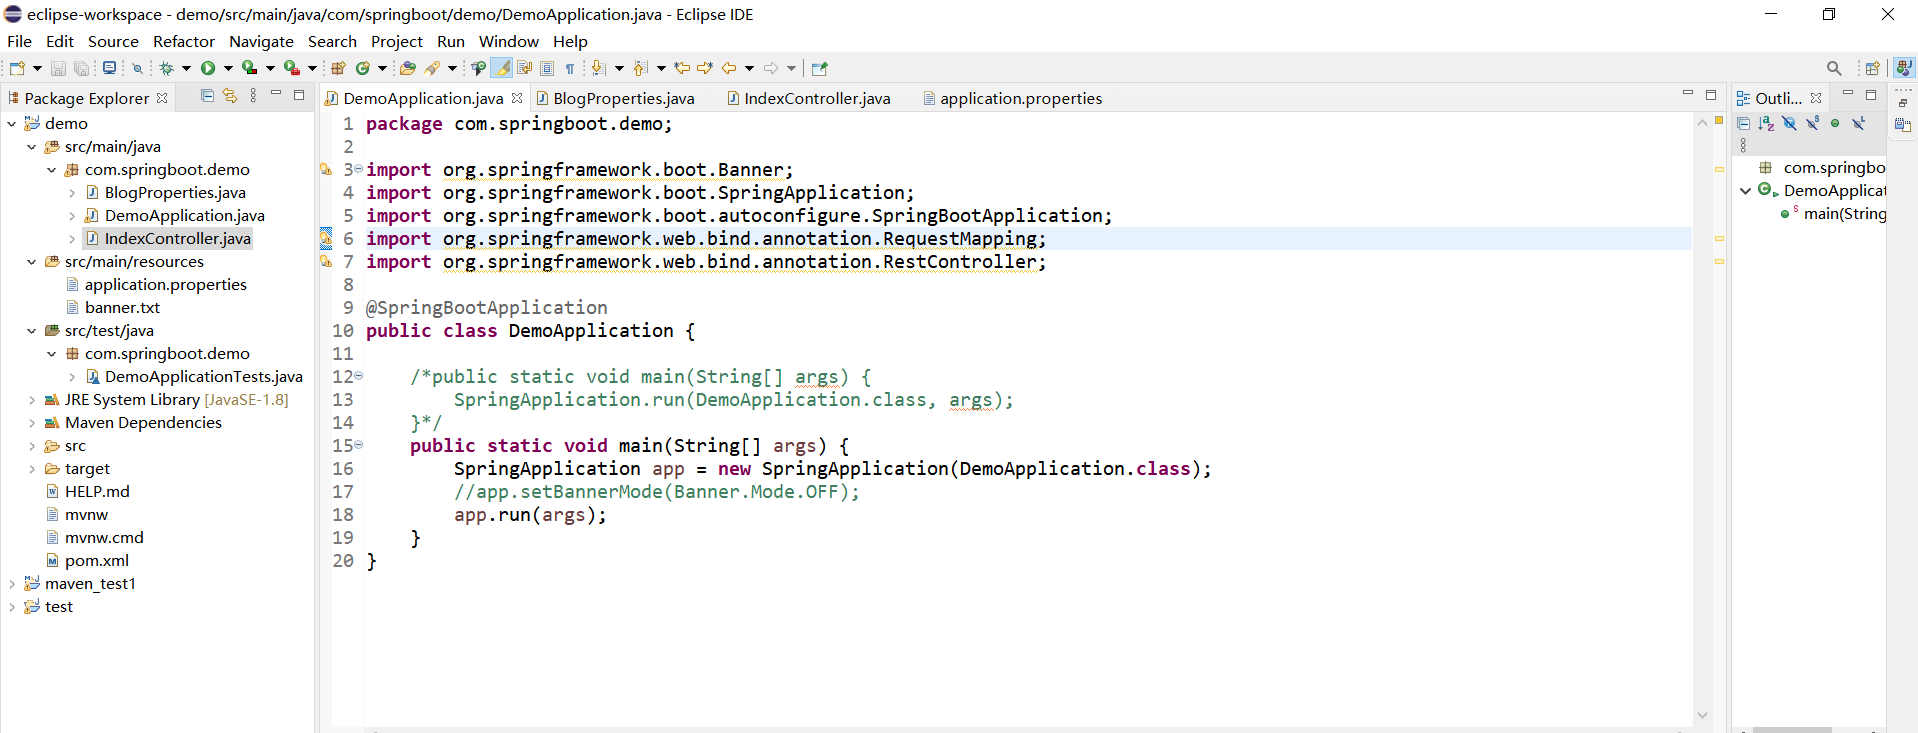 eclipse-workspace - demo/src/main/java/com/springboot/demo/DemoApplication.java - Eclipse IDE
File Edit Source Refactor Navigate Search Project Run Window Help
Package Explorer
demo
src/main/java
com.springboot.demo
BlogProperties.java
DemoApplication.java
IndexController.java
src/main/resources
application.properties
banner.txt
src/test/java
com.springboot.demo
DemoApplicationTests.java
JRE System Library [JavaSE-1.8]
Maven Dependencies
src
target
HELP.md
mvnw
mvnw.cmd
pom.xml
maven_test1
test
DemoApplication.java BlogProperties.java IndexController.java application.properties
1 package com.springboot.demo;
2
3 import org.springframework.boot.Banner;
4 import org.springframework.boot.SpringApplication;
5 import org.springframework.boot.autoconfigure.SpringBootApplication;
6 import org.springframework.web.bind.annotation.RequestMapping;
7 import org.springframework.web.bind.annotation.RestController;
8
9 @SpringBootApplication
10 public class DemoApplication {
11
12 /*public static void main(String[] args) {
13 SpringApplication.run(DemoApplication.class, args);
14 }*/
15 public static void main(String[] args) {
16 SpringApplication app = new SpringApplication(DemoApplication.class);
17 //app.setBannerMode(Banner.Mode.OFF);
18 app.run(args);
19 }
20 }
Outli...
com.springbo
DemoApplicat
main(String